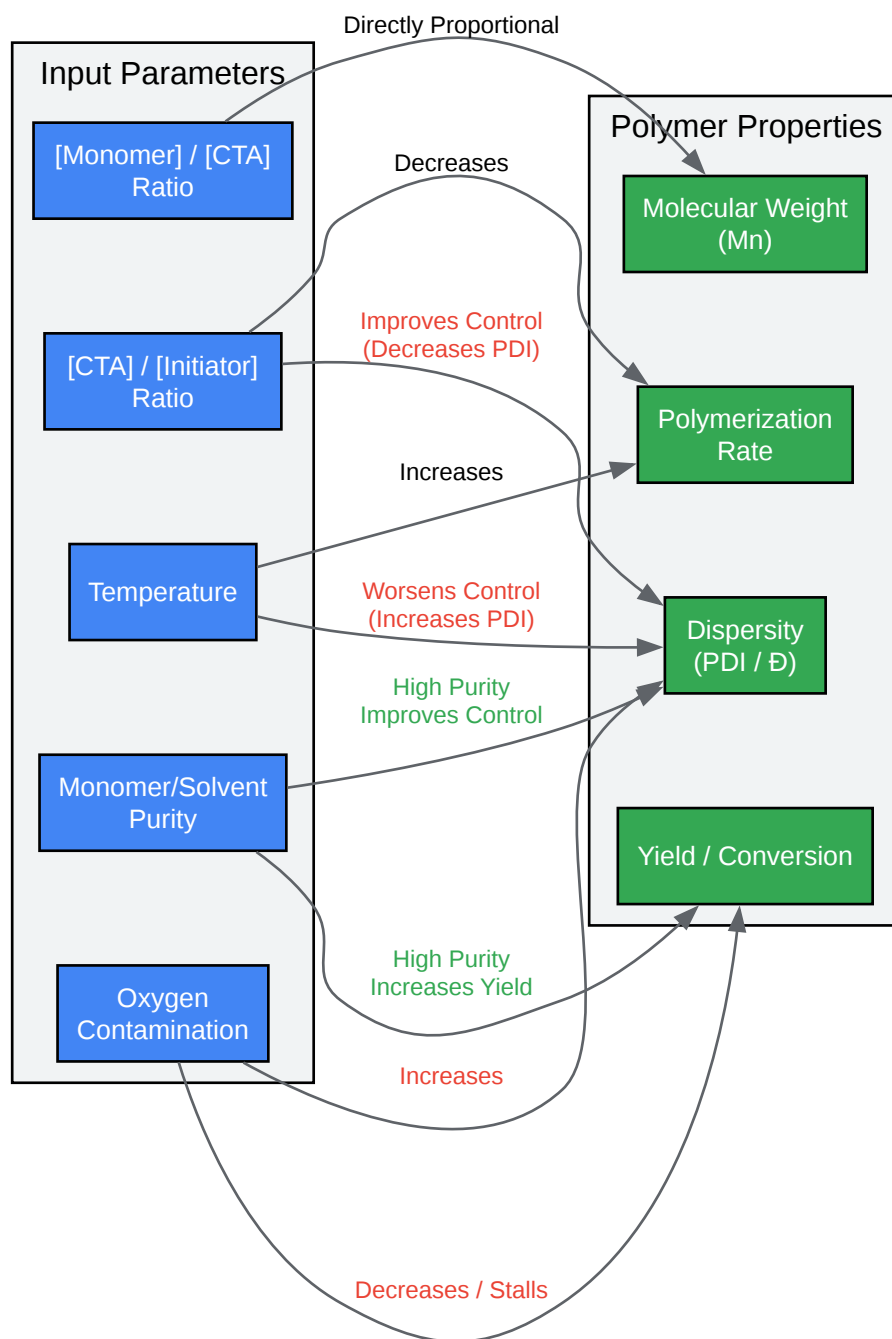 Directly Proportional
Input Parameters
Polymer Properties
[Monomer] / [CTA]
Ratio
Decreases
Molecular Weight
(Mn)
[CTA] / [Initiator]
Ratio
Improves Control
(Decreases PDI)
Polymerization
Rate
Increases
Temperature
Worsens Control
(Increases PDI)
Dispersity
(PDI / Đ)
High Purity
Improves Control
Monomer/Solvent
Purity
Yield / Conversion
High Purity
Increases Yield
Oxygen
Contamination
Increases
Decreases / Stalls